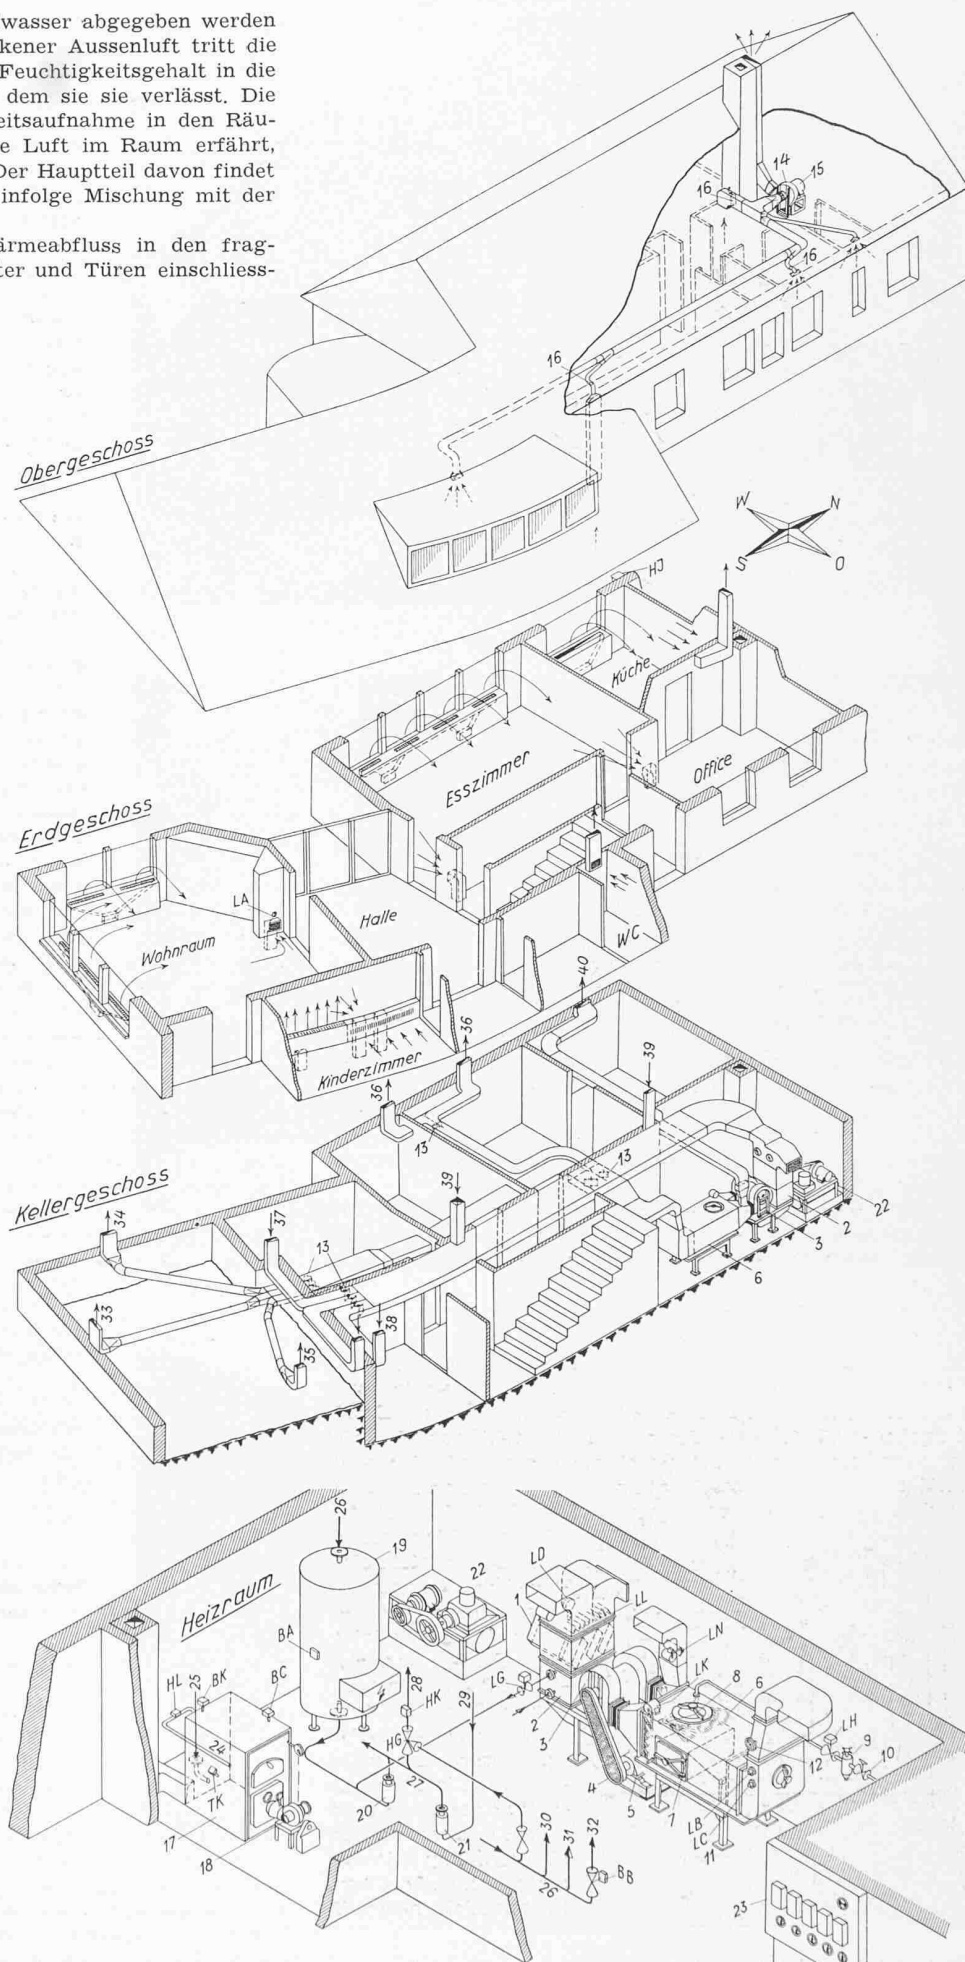 wasser abgegeben werden
kener Aussenluft tritt die
Feuchtigkeitsgehalt in die
dem sie sie verlässt. Die
eitsaufnahme in den Räu-
e Luft im Raum erfährt,
Der Hauptteil davon findet
infolge Mischung mit der
ärmeabfluss in den frag-
ter und Türen einschliess-
14
15
16
16
16
Obergeschoss
W
N
S
O
HJ
Küche
Esszimmer
Office
Erdgeschoss
LA
Halle
Wohnraum
WC
Kinderzimmer
40
36
36
39
13
13
39
Kellergeschoss
34
37
13
22
2
3
6
33
38
35
26
19
Heizraum
22
LD
1
LL
BA
LN
HL
25
BK
BC
28
HK
29
LG
LK
8
6
2
3
HG
LH
9
24
10
27
12
4
TK
20
5
7
LB
17
21
30
32
LC
31
11
18
26
BB
23